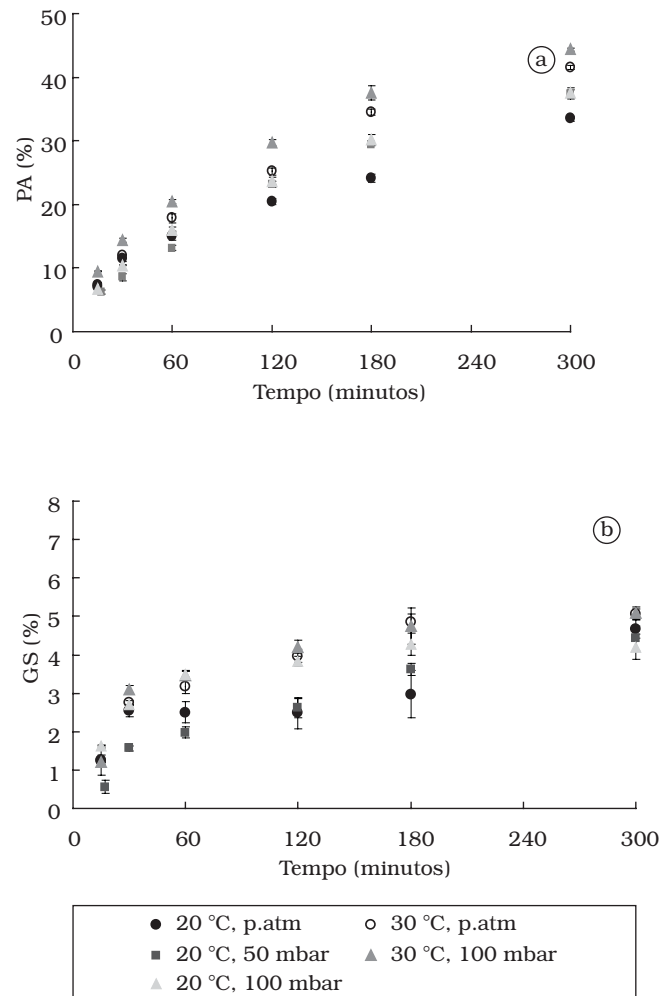 50
40
30
20
10
0
PA (%)
a
0 60 120 180 240 300
Tempo (minutos)
8
7
6
5
4
3
2
1
0
GS (%)
b
0 60 120 180 240 300
Tempo (minutos)
20 °C, p.atm 30 °C, p.atm
20 °C, 50 mbar 30 °C, 100 mbar
20 °C, 100 mbar